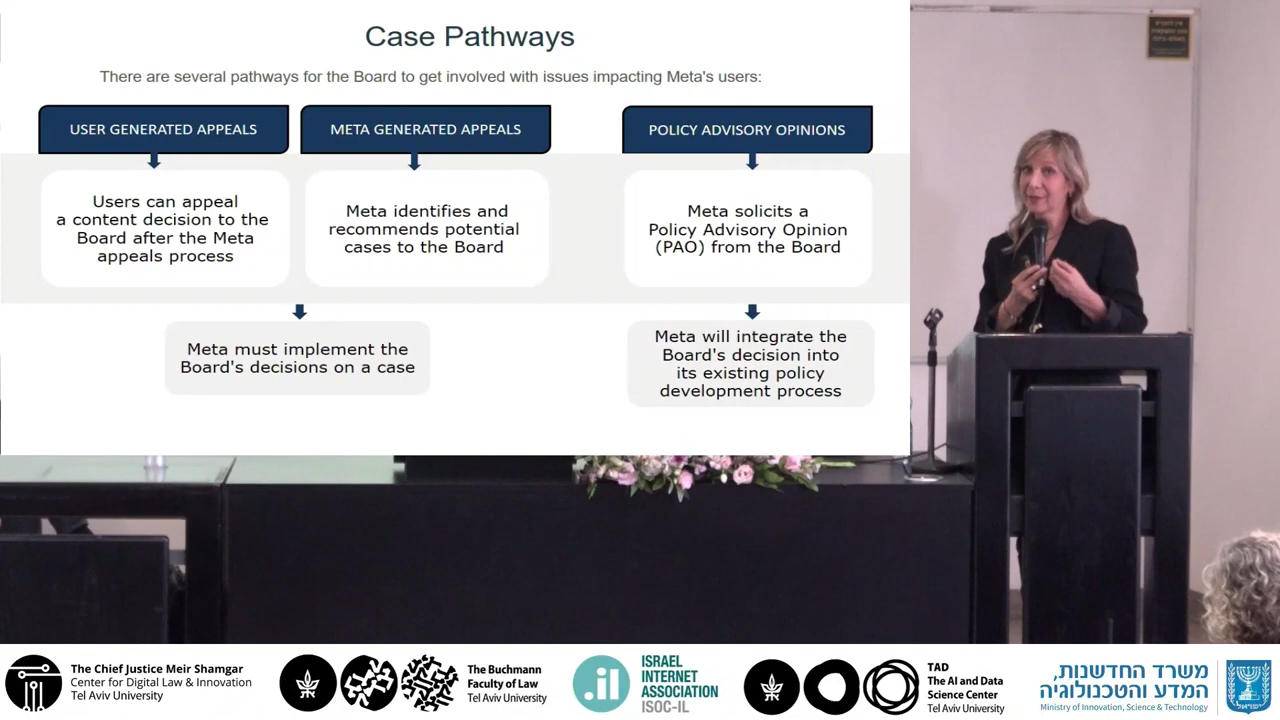 Case Pathways
There are several pathways for the Board to get involved with issues impacting Meta's users:
USER GENERATED APPEALS
META GENERATED APPEALS
POLICY ADVISORY OPINIONS
Users can appeal
a content decision to the
Board after the Meta
appeals process
Meta identifies and
recommends potential
cases to the Board
Meta solicits a
Policy Advisory Opinion
(PAO) from the Board
Meta must implement the
Board's decisions on a case
Meta will integrate the
Board's decision into
its existing policy
development process
The Chief Justice Meir Shamgar
Center for Digital Law & Innovation
Tel Aviv University
The Buchmann
Faculty of Law
Tel Aviv University
.il
ISRAEL
INTERNET
ASSOCIATION
ISOC-IL
TAD
The AI and Data
Science Center
Tel Aviv University
משרד החדשנות,
המדע והטכנולוגיה
Ministry of Innovation, Science & Technology